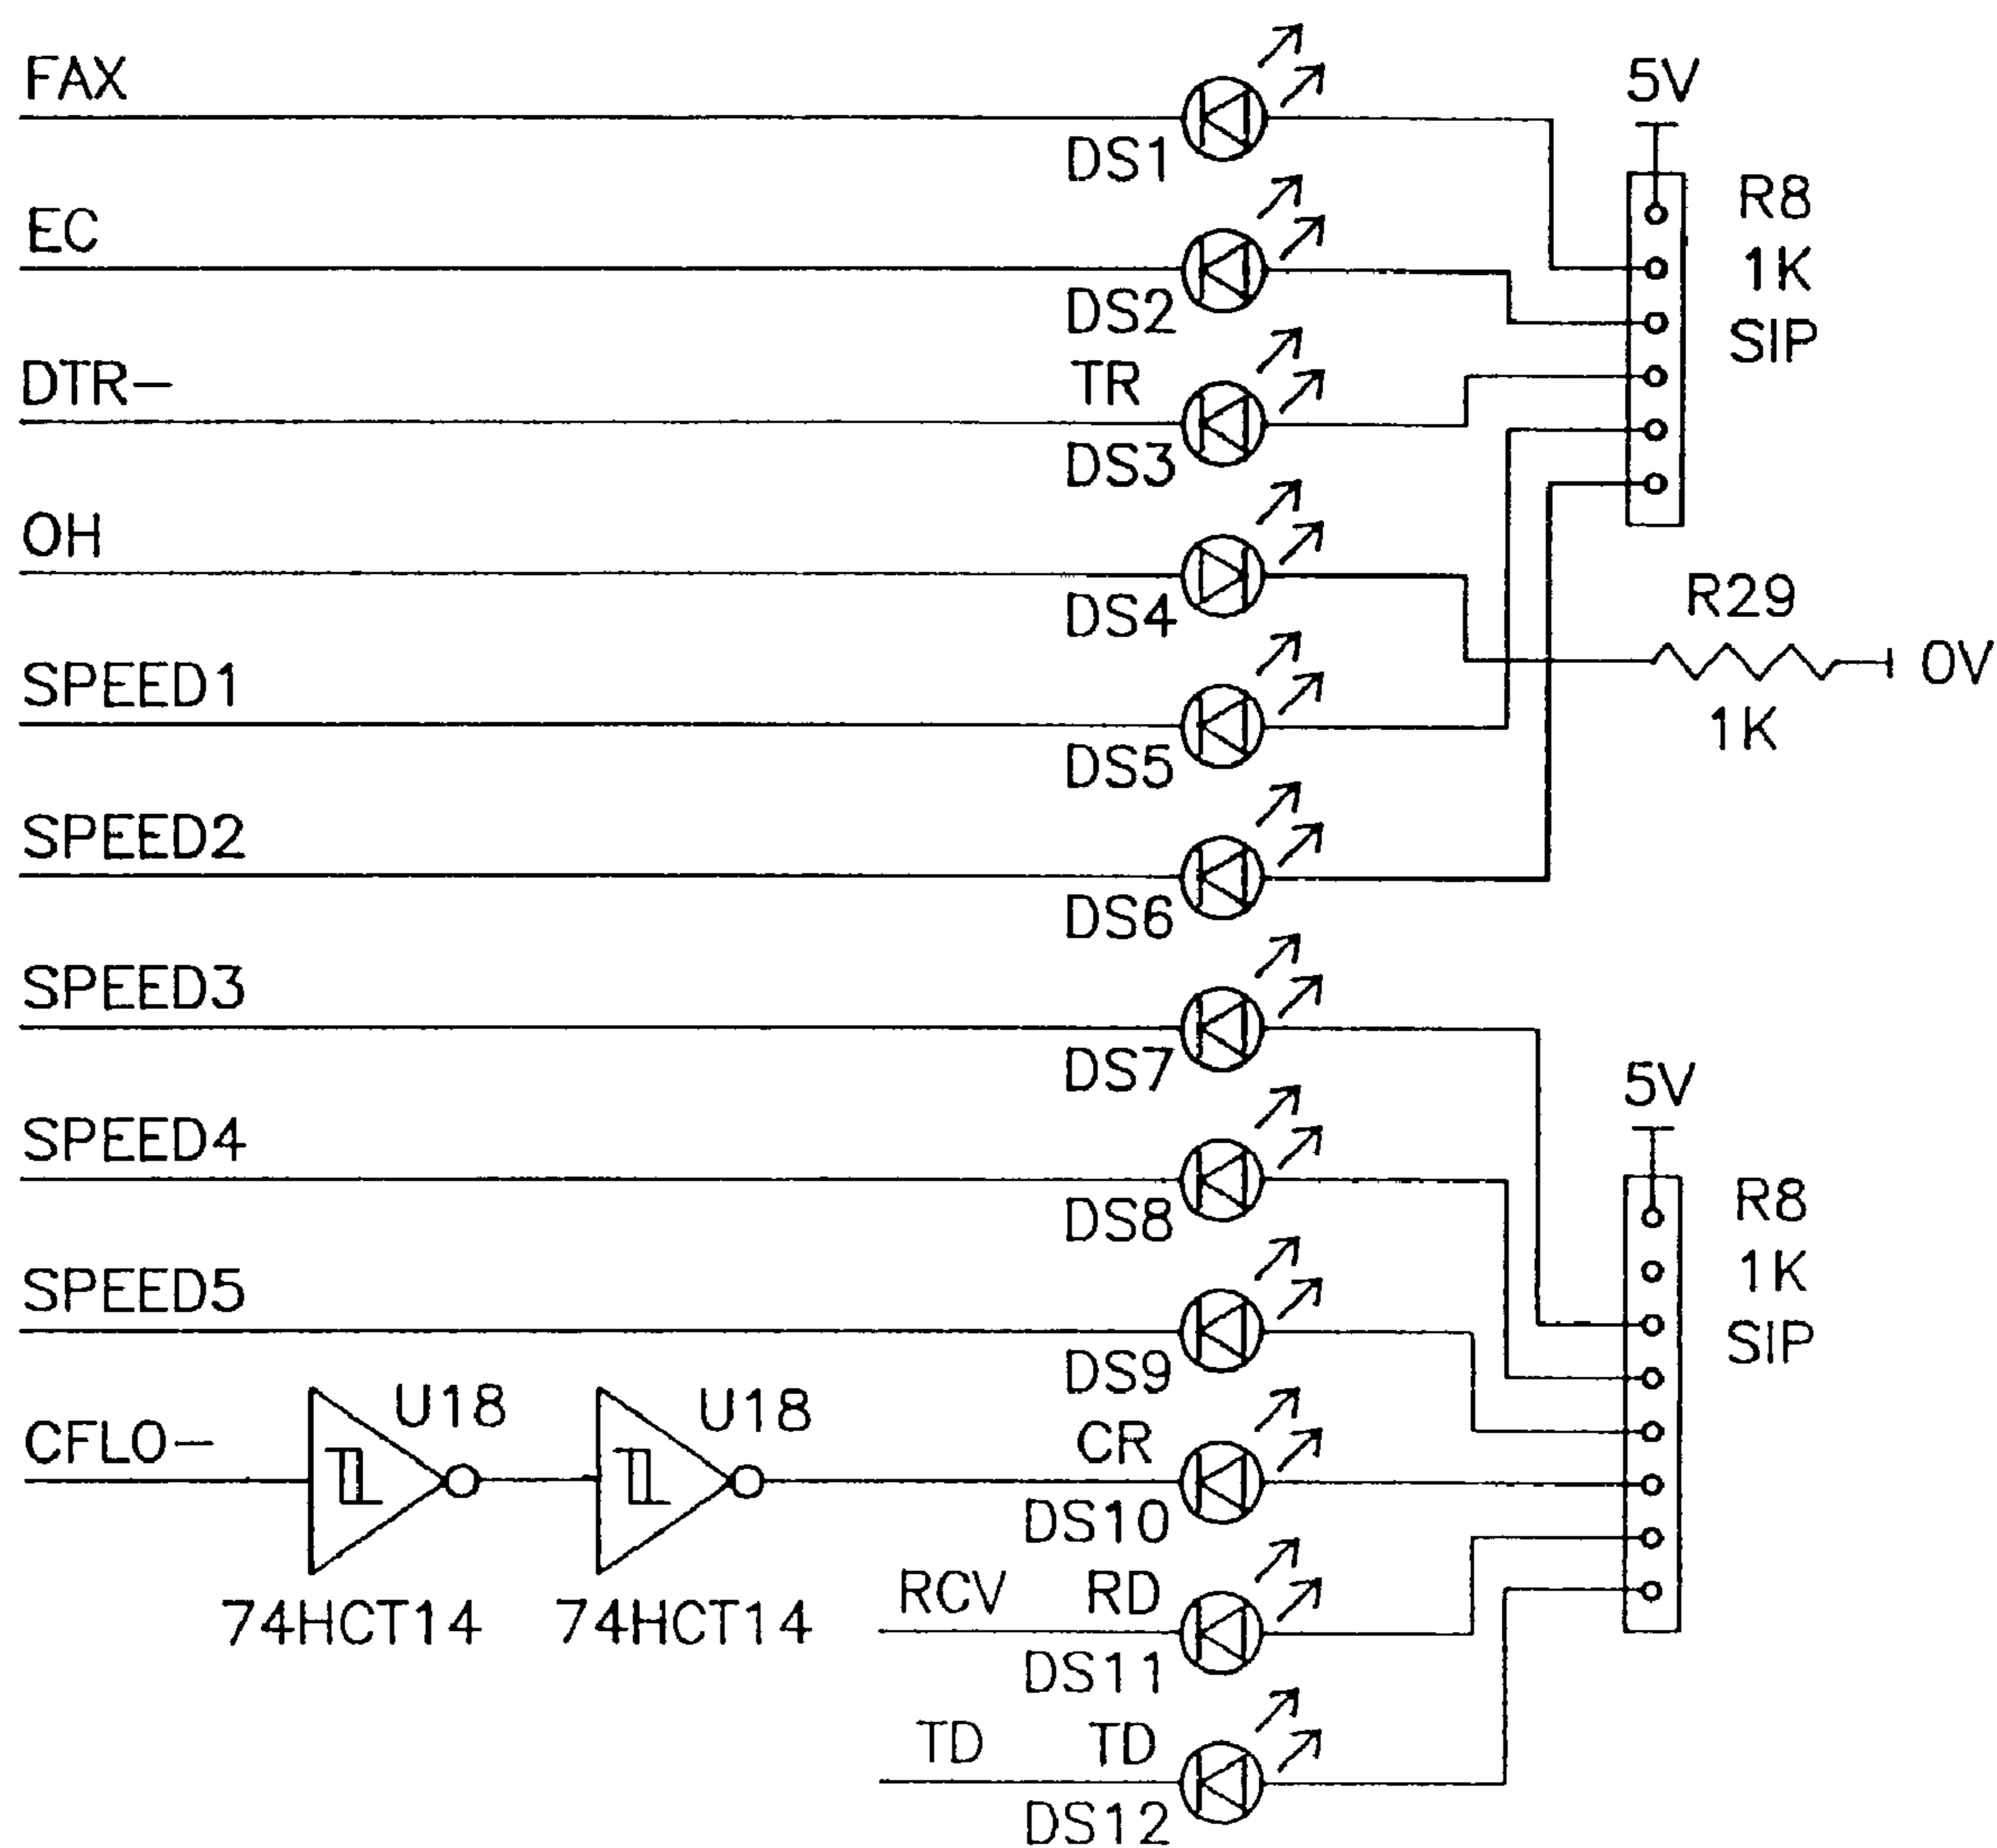 FAX
DS1
5V
R8
1K
SIP
EC
DS2
DTR-
TR
DS3
OH
DS4
R29
1K
0V
SPEED1
DS5
SPEED2
DS6
SPEED3
DS7
5V
R8
1K
SIP
SPEED4
DS8
SPEED5
DS9
CFLO-
U18
U18
CR
DS10
74HCT14
74HCT14
RCV
RD
DS11
TD
TD
DS12